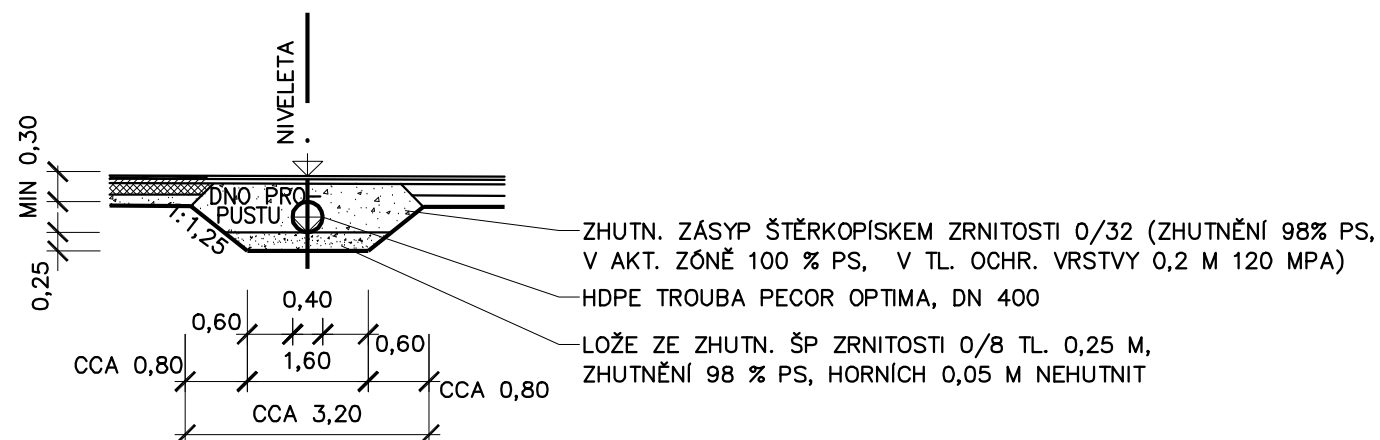 NIVELETA
MIN 0,30
0,25
DNO PRO-
PUSTU
1:1,25
ZHUTN. ZÁSYP ŠTĚRKOPÍSKEM ZRNITOSTI 0/32 (ZHUTNĚNÍ 98% PS,
V AKT. ZÓNĚ 100 % PS, V TL. OCHR. VRSTVY 0,2 M 120 MPA)
HDPE TROUBA PECOR OPTIMA, DN 400
LOŽE ZE ZHUTN. ŠP ZRNITOSTI 0/8 TL. 0,25 M,
ZHUTNĚNÍ 98 % PS, HORNÍCH 0,05 M NEHUTNIT
0,40
0,60
0,60
CCA 0,80
1,60
CCA 0,80
CCA 3,20